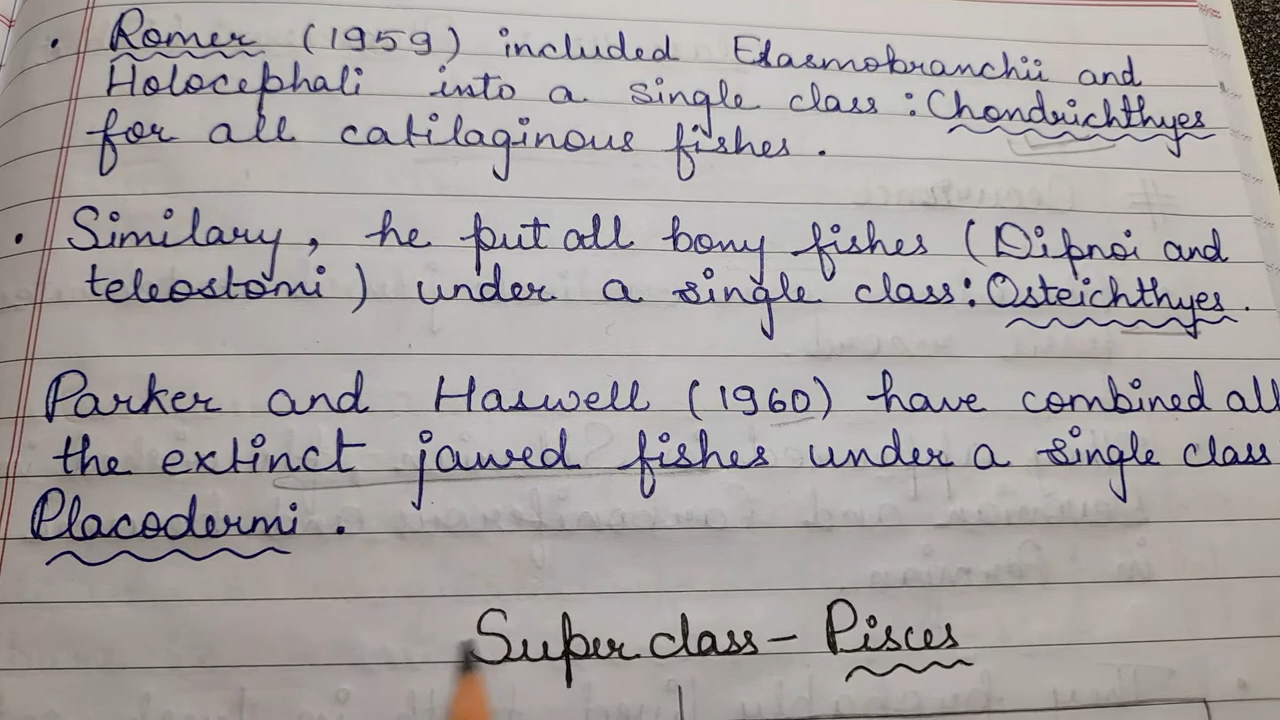 . Romer (1959) included Elasmobranchii and
Holocephali into a single class : Chondrichthyes
for all catilaginous fishes.
. Similary, he put all bony fishes (Dipnoi and
teleostomi) under a single class: Osteichthyes.
Parker and Haswell (1960) have combined all
the extinct jawed fishes under a single class
Placodermi.
Super class – Pisces